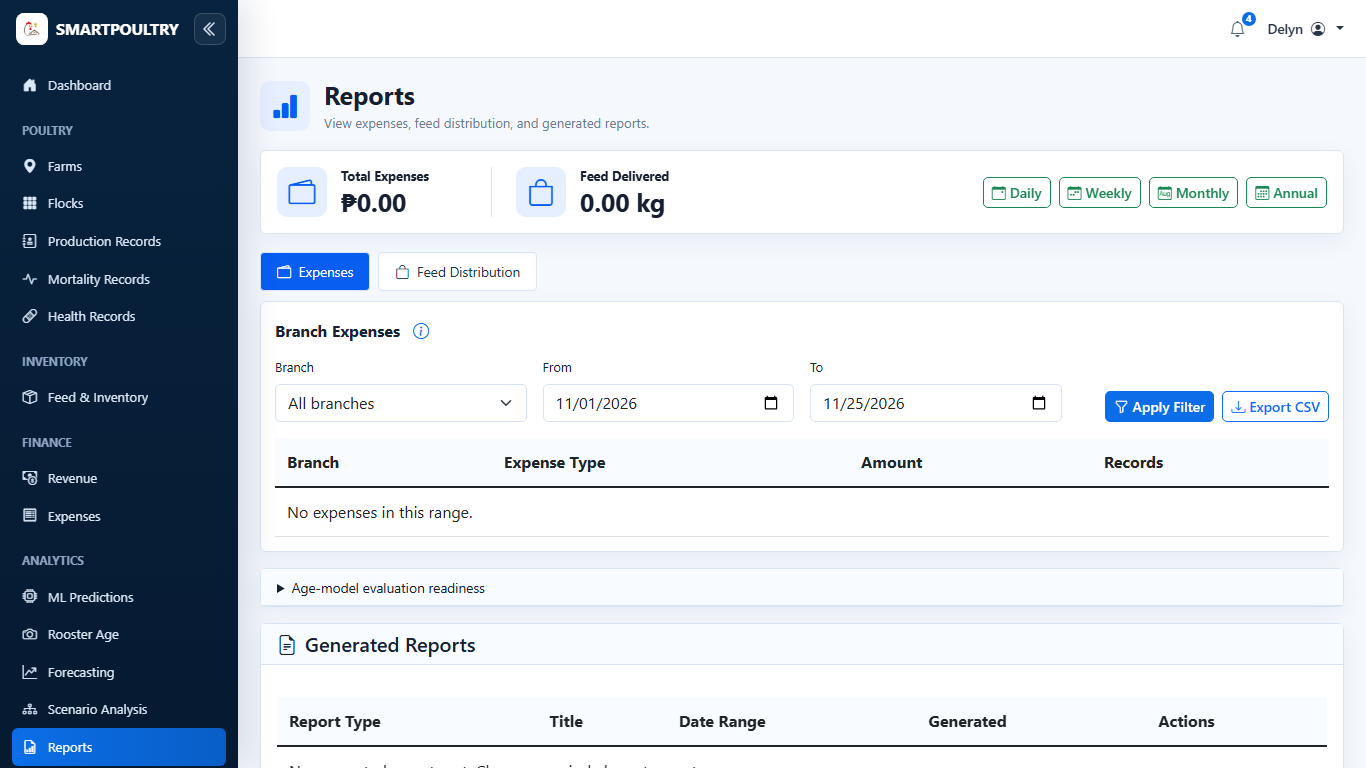 SMARTPOULTRY
4
Delyn
Dashboard
POULTRY
Farms
Flocks
Production Records
Mortality Records
Health Records
INVENTORY
Feed & Inventory
FINANCE
Revenue
Expenses
ANALYTICS
ML Predictions
Rooster Age
Forecasting
Scenario Analysis
Reports
Reports
View expenses, feed distribution, and generated reports.
Total Expenses
₱0.00
Feed Delivered
0.00 kg
Daily
Weekly
Monthly
Annual
Expenses
Feed Distribution
Branch Expenses
Branch
From
To
All branches
11/01/2026
11/25/2026
Apply Filter
Export CSV
Branch Expense Type Amount Records
No expenses in this range.
Age-model evaluation readiness
Generated Reports
Report Type Title Date Range Generated Actions